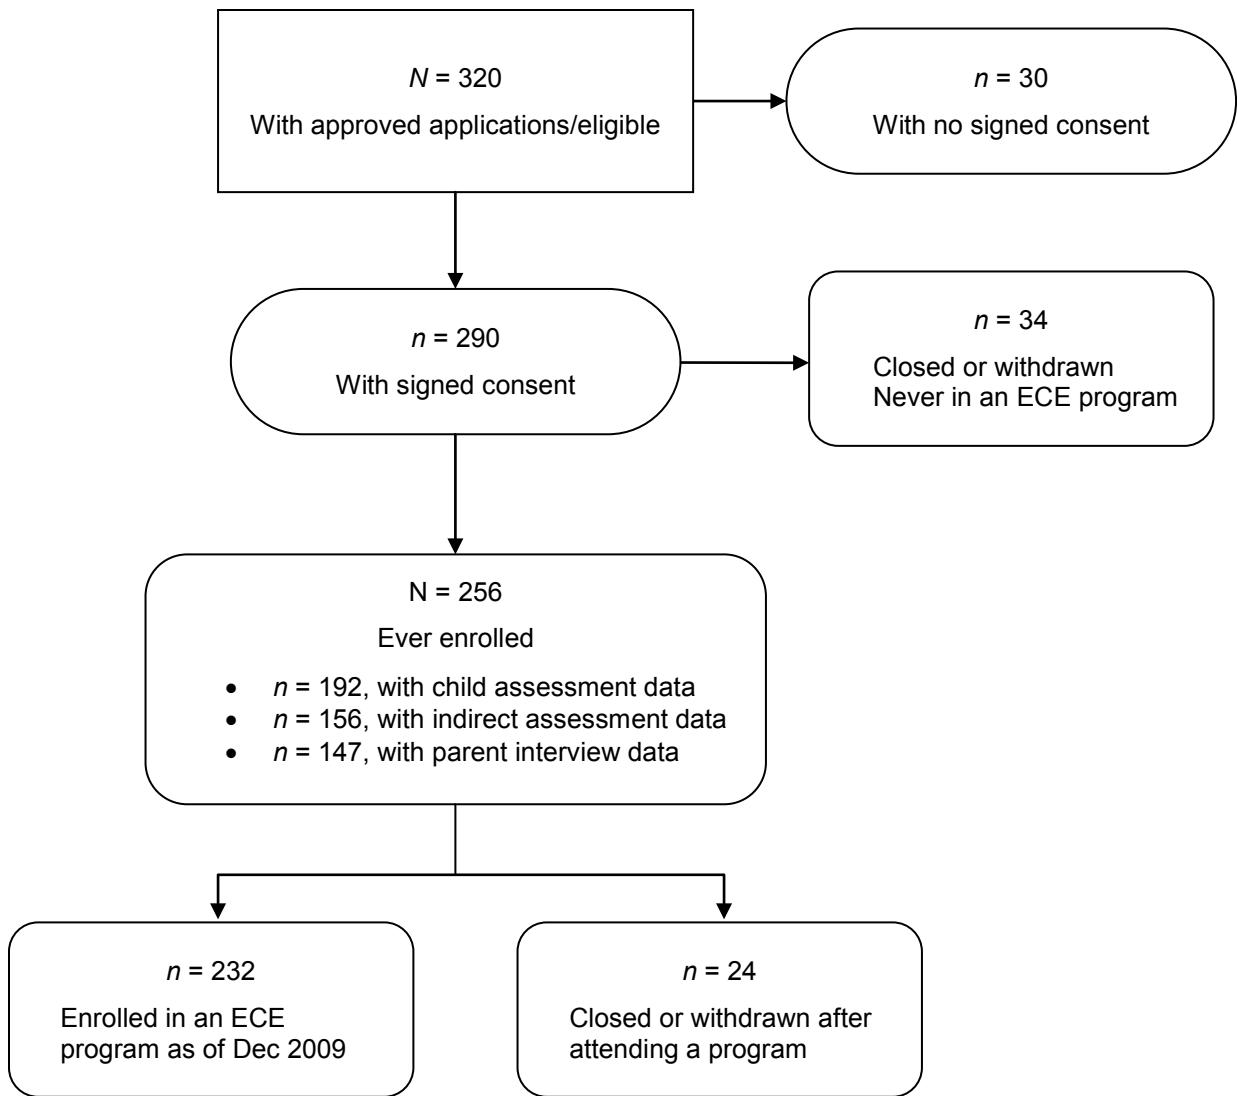 N = 320
With approved applications/eligible
n = 30
With no signed consent
n = 290
With signed consent
n = 34
Closed or withdrawn
Never in an ECE program
N = 256
Ever enrolled
• n = 192, with child assessment data
• n = 156, with indirect assessment data
• n = 147, with parent interview data
n = 232
Enrolled in an ECE
program as of Dec 2009
n = 24
Closed or withdrawn after
attending a program